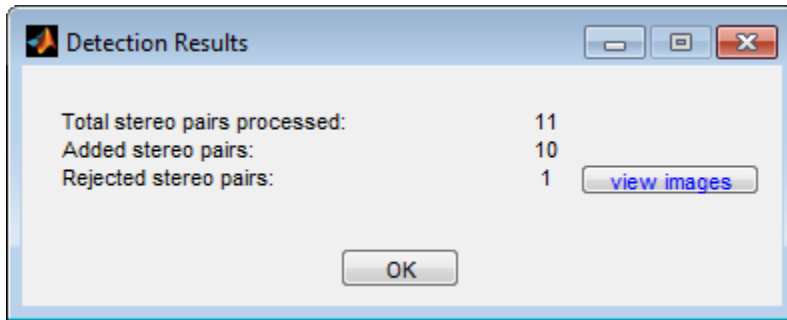 Detection Results
Total stereo pairs processed: 11
Added stereo pairs: 10
Rejected stereo pairs: 1 view images
OK